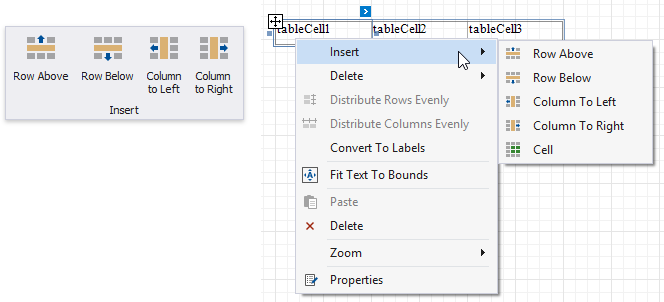 Row Above
Row Below
Column to Left
Column to Right
Insert
tableCell1 tableCell2 tableCell3
Insert
Delete
Distribute Rows Evenly
Distribute Columns Evenly
Convert To Labels
Fit Text To Bounds
Paste
Delete
Zoom
Properties
Row Above
Row Below
Column To Left
Column To Right
Cell